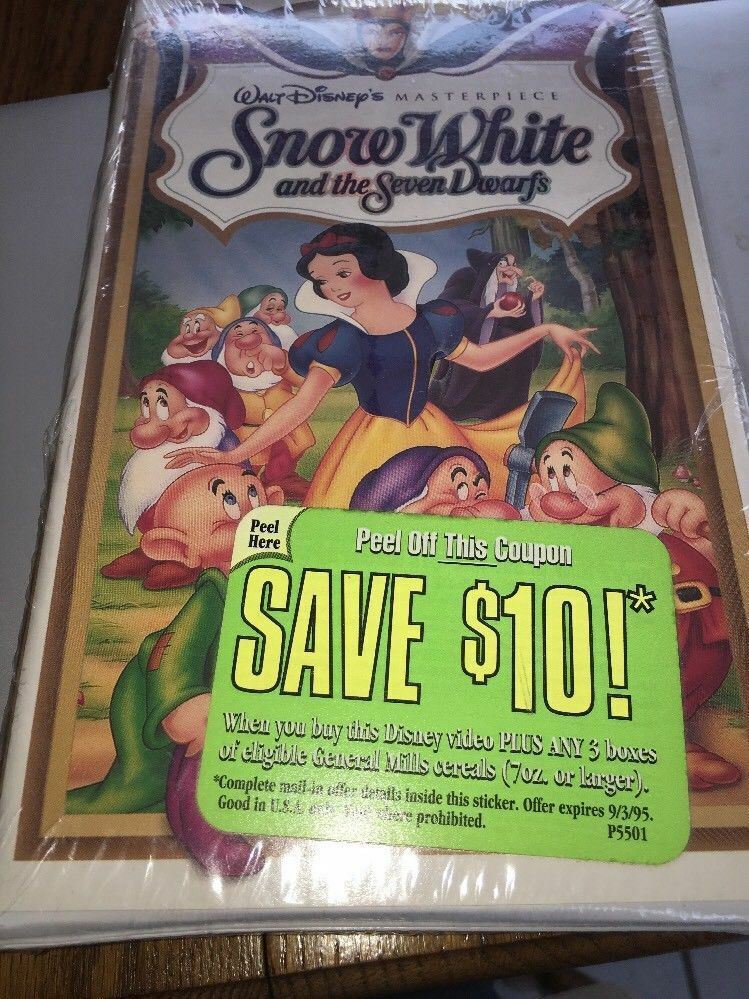 Walt Disney's MASTERPIECE
Snow White
and the Seven Dwarfs
Peel
Here
Peel Off This Coupon
SAVE $10!*
When you buy this Disney video PLUS ANY 3 boxes
of eligible General Mills cereals (7oz. or larger).
*Complete mail-in offer details inside this sticker. Offer expires 9/3/95.
Good in U.S.A. only. where prohibited.
P5501